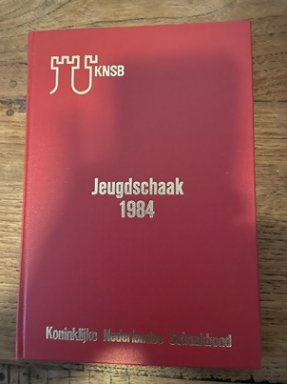 KNSB
Jeugdschaak
1984
Koninklijke Nederlandse Schaakbond